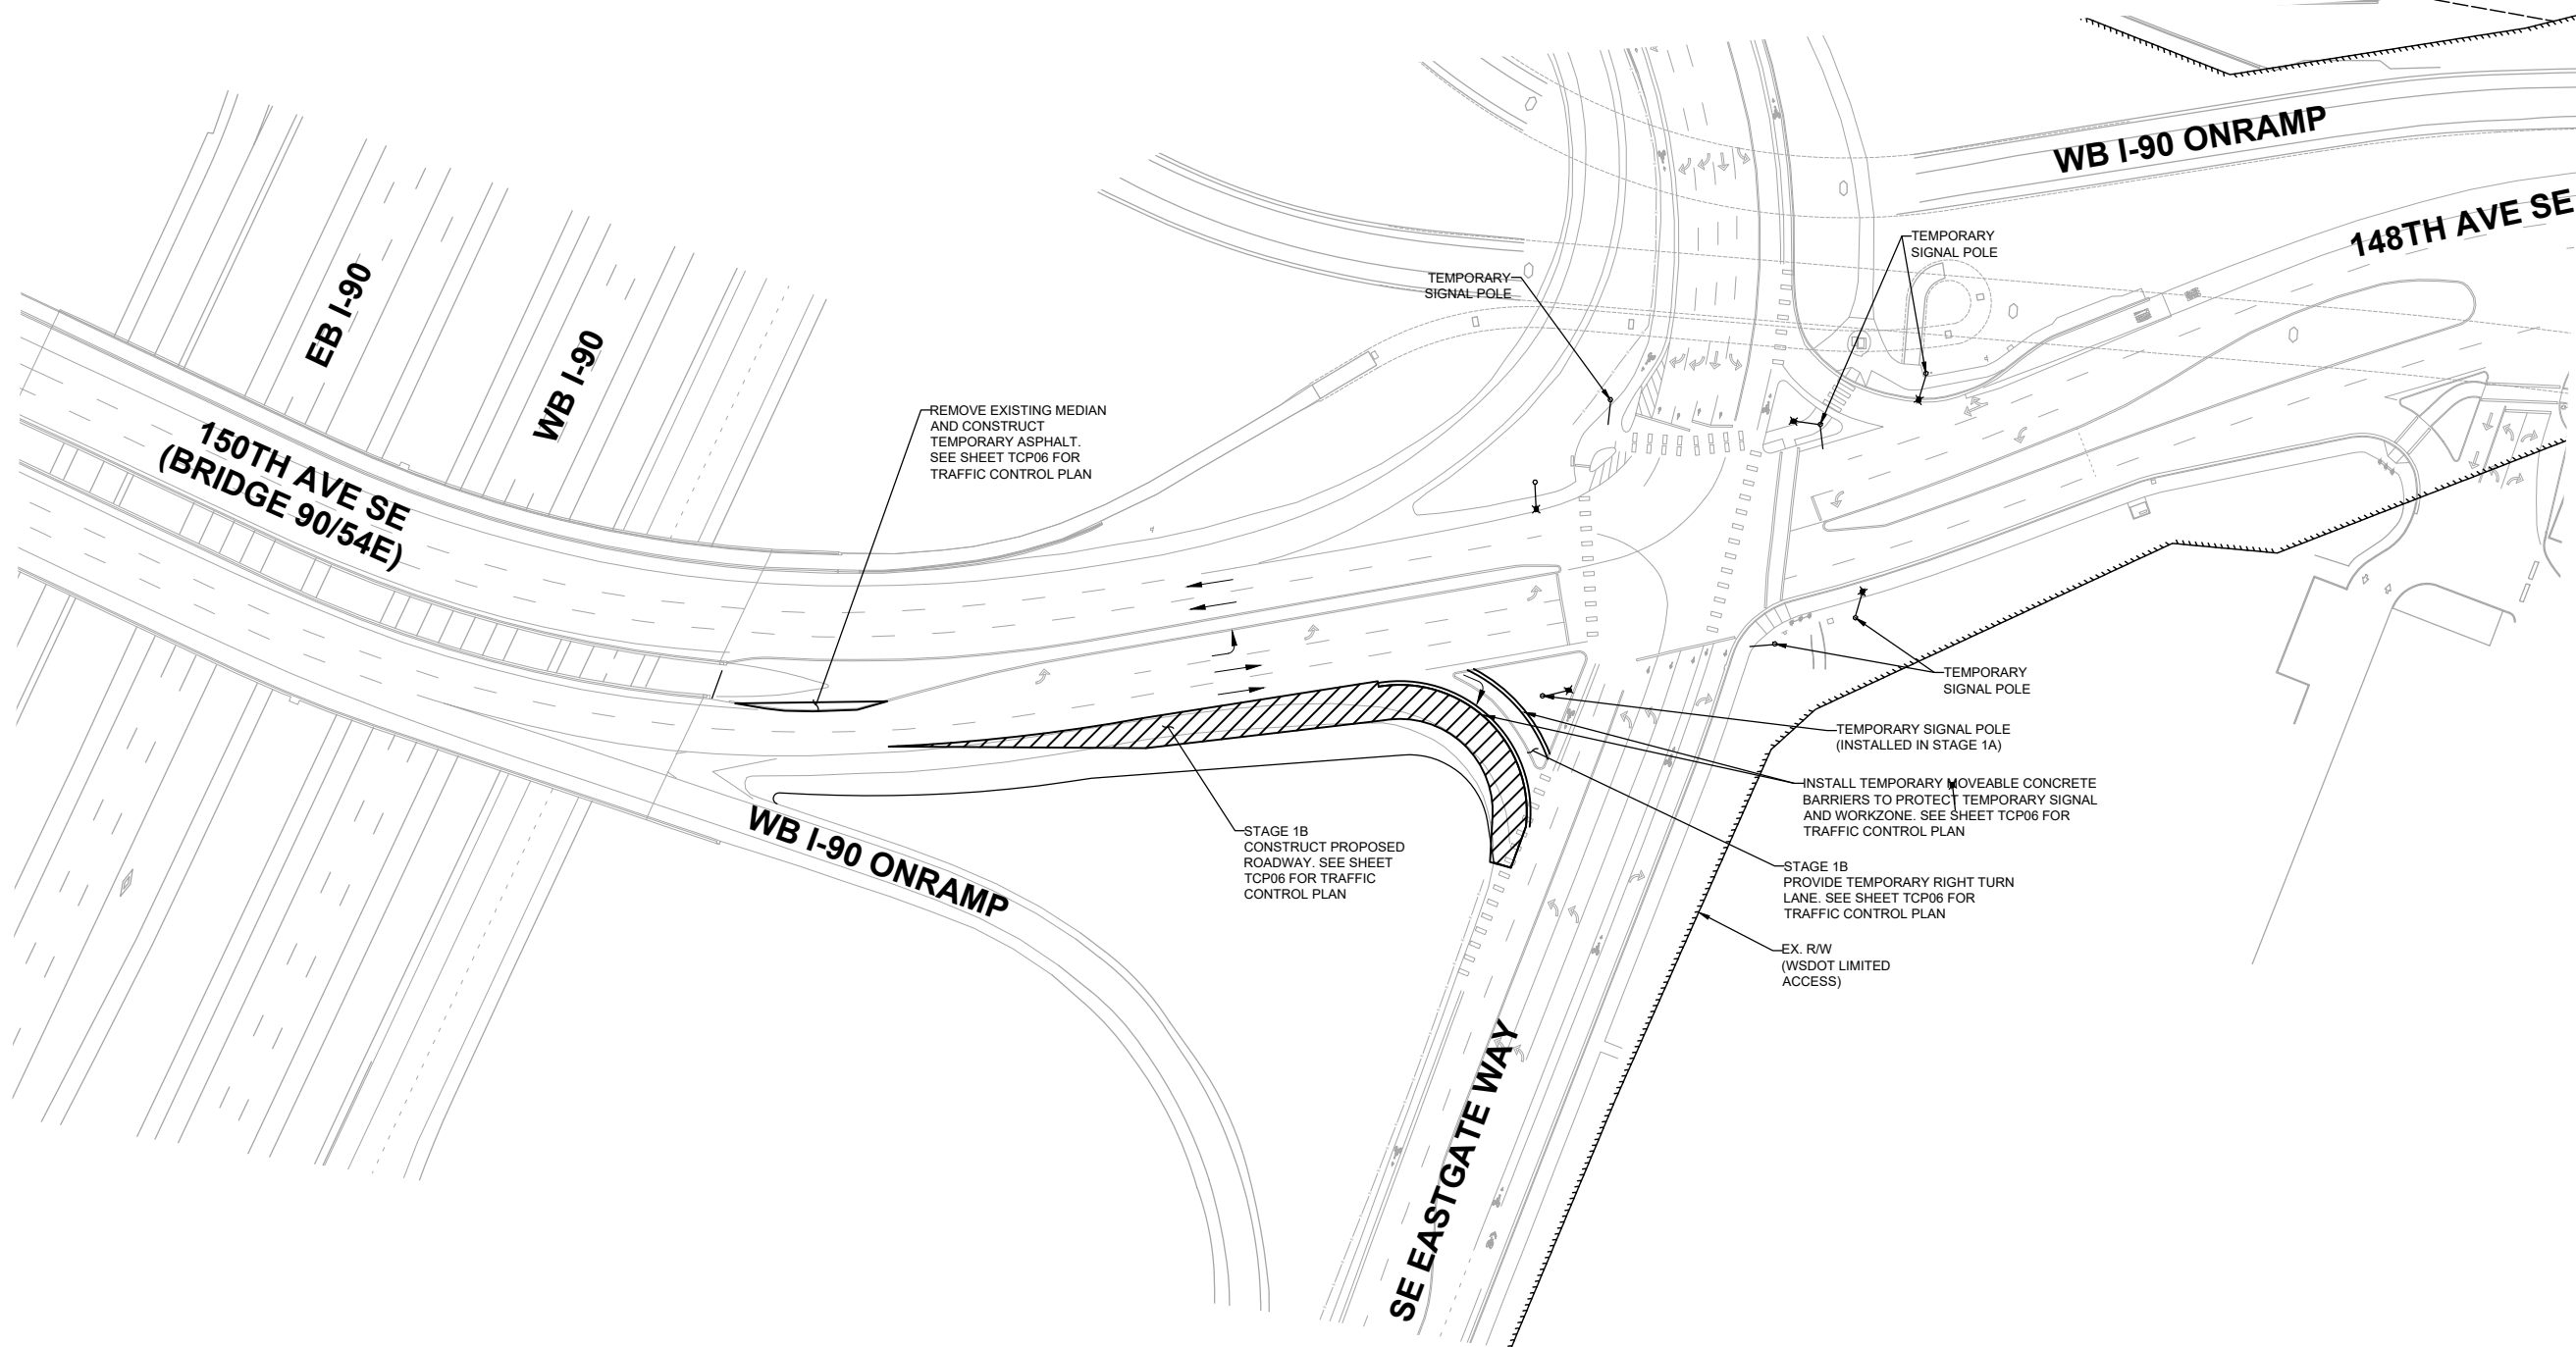 WB I-90 ONRAMP
148TH AVE SE
TEMPORARY
SIGNAL POLE
TEMPORARY
SIGNAL POLE
EB I-90
WB I-90
150TH AVE SE
(BRIDGE 90/54E)
REMOVE EXISTING MEDIAN
AND CONSTRUCT
TEMPORARY ASPHALT.
SEE SHEET TCP06 FOR
TRAFFIC CONTROL PLAN
TEMPORARY
SIGNAL POLE
TEMPORARY SIGNAL POLE
(INSTALLED IN STAGE 1A)
INSTALL TEMPORARY MOVEABLE CONCRETE
BARRIERS TO PROTECT TEMPORARY SIGNAL
AND WORKZONE. SEE SHEET TCP06 FOR
TRAFFIC CONTROL PLAN
WB I-90 ONRAMP
STAGE 1B
CONSTRUCT PROPOSED
ROADWAY. SEE SHEET
TCP06 FOR TRAFFIC
CONTROL PLAN
STAGE 1B
PROVIDE TEMPORARY RIGHT TURN
LANE. SEE SHEET TCP06 FOR
TRAFFIC CONTROL PLAN
EX. R/W
(WSDOT LIMITED
ACCESS)
SE EASTGATE WAY